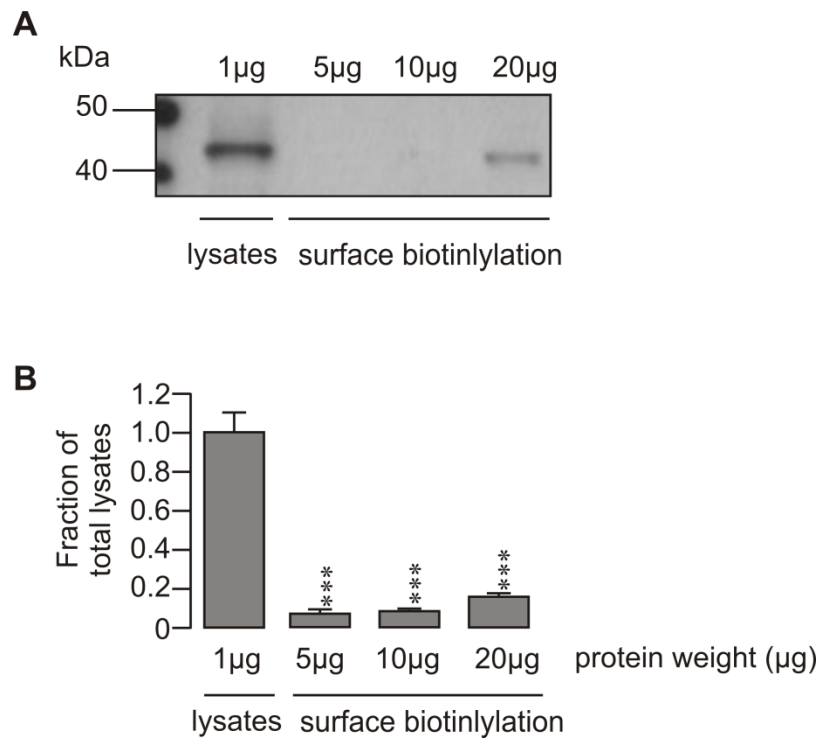 A
kDa
1µg 5µg 10µg 20µg
50
40
lysates surface biotinlylation
B
1.2
1.0
0.8
0.6
0.4
0.2
0
Fraction of
total lysates
*** *** ***
1µg 5µg 10µg 20µg protein weight (µg)
lysates surface biotinlylation